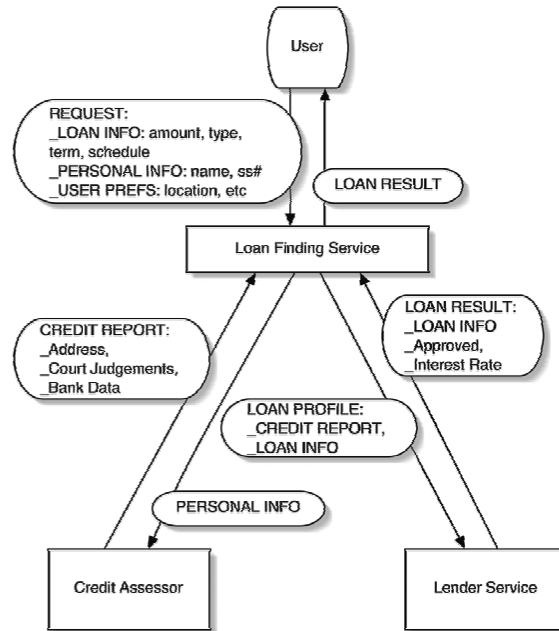 User
REQUEST:
_LOAN INFO: amount, type,
term, schedule
_PERSONAL INFO: name, ss#
_USER PREFS: location, etc
LOAN RESULT
Loan Finding Service
CREDIT REPORT:
_Address,
_Court Judgements,
_Bank Data
LOAN RESULT:
_LOAN INFO
_Approved,
_Interest Rate
LOAN PROFILE:
_CREDIT REPORT,
_LOAN INFO
PERSONAL INFO
Credit Assessor
Lender Service